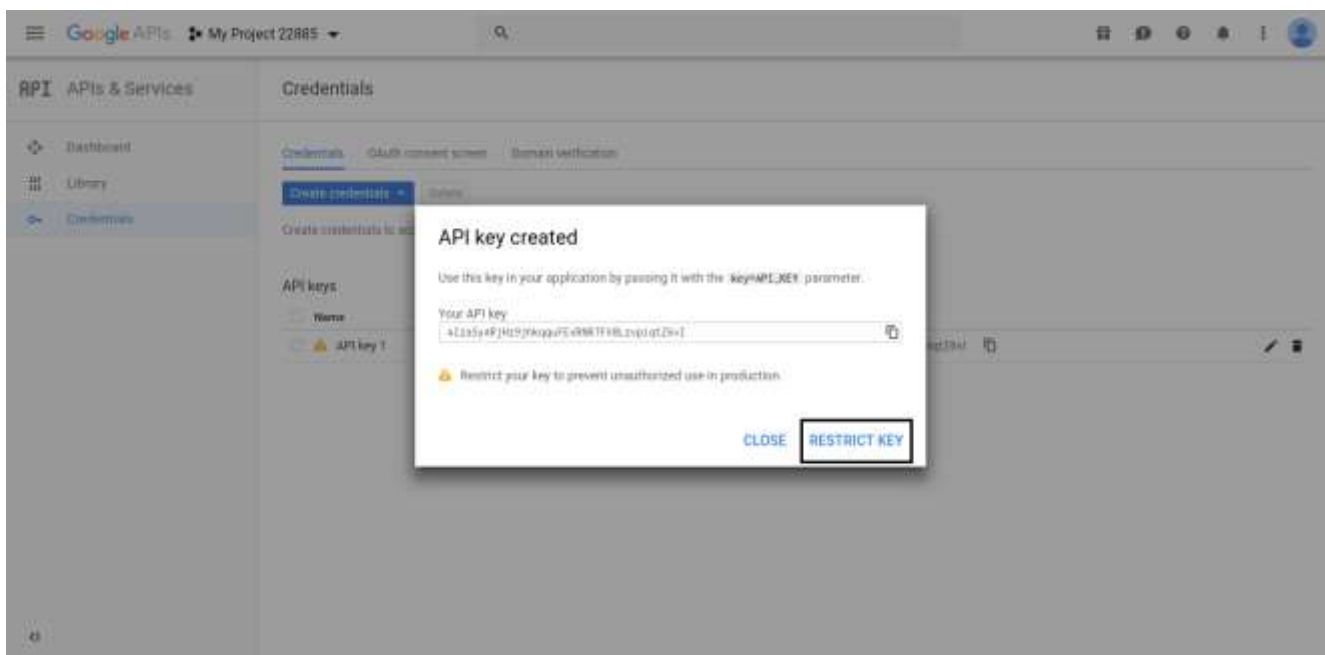 Google APIs My Project 22885
API APIs & Services Credentials
Dashboard
Library
Credentials
Credentials OAuth consent screen Domain verification
Create credentials Delete
Create credentials to
API keys
Name
API key 1
API key created
Use this key in your application by passing it with the key=API_KEY parameter.
Your API key
Restrict your key to prevent unauthorized use in production.
CLOSE RESTRICT KEY